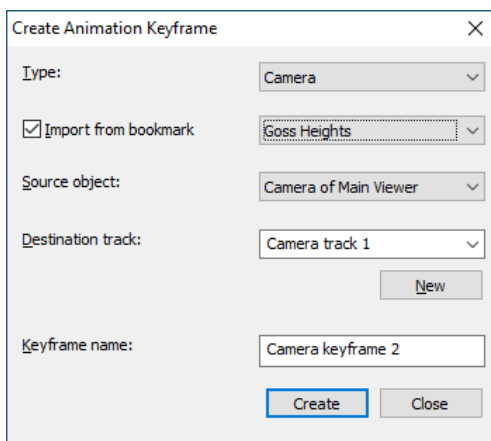 Create Animation Keyframe
Type:
Camera
Import from bookmark
Goss Heights
Source object:
Camera of Main Viewer
Destination track:
Camera track 1
New
Keyframe name:
Camera keyframe 2
Create
Close